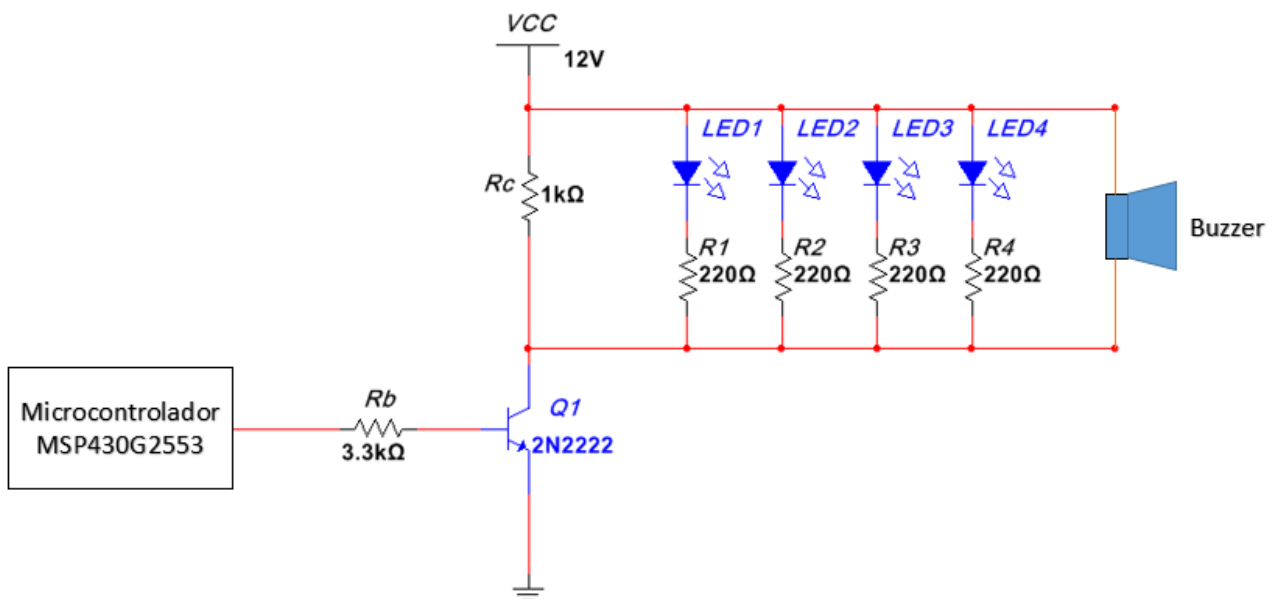 VCC
12V
LED1 LED2 LED3 LED4
Rc
1kΩ
Buzzer
R1 R2 R3 R4
220Ω 220Ω 220Ω 220Ω
Microcontrolador
MSP430G2553
Rb
3.3kΩ
Q1
2N2222